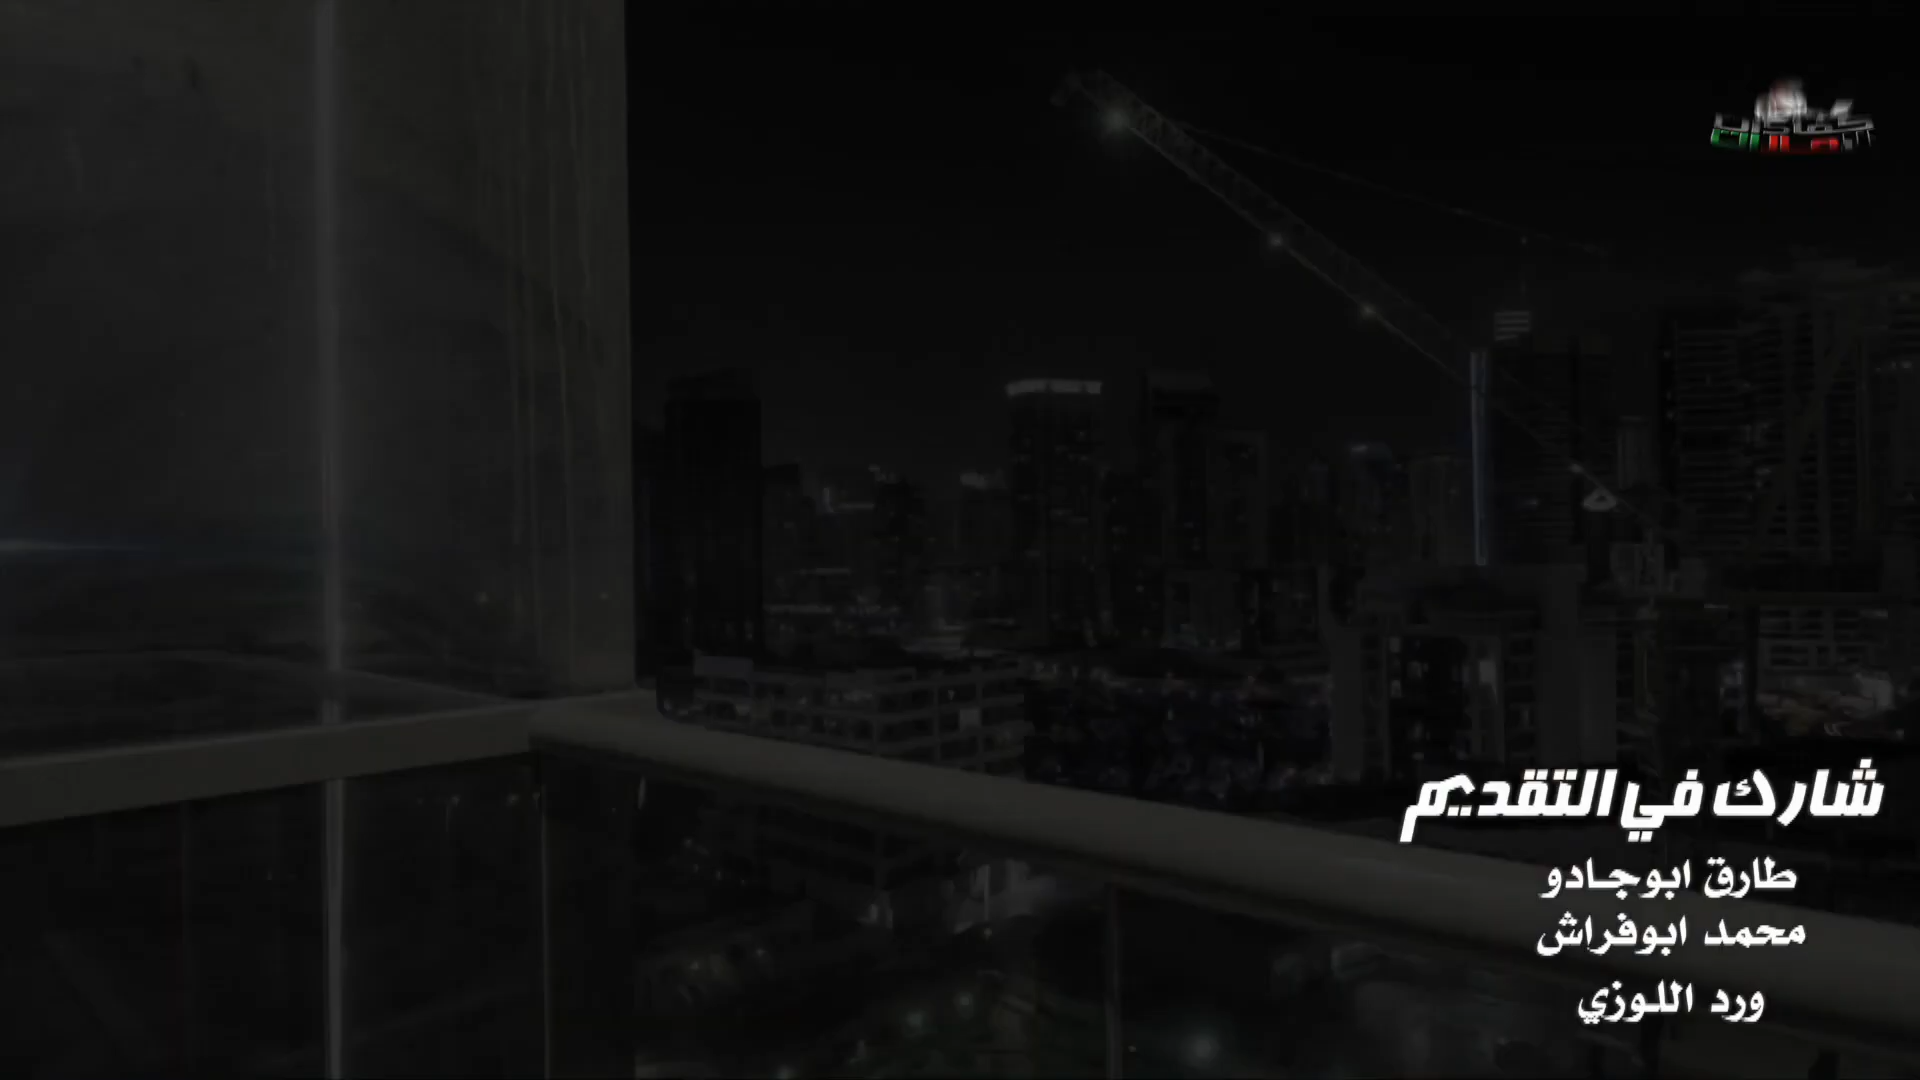 شارك في التقديم
طارق ابوجادو
محمد ابوفراش
ورد اللوزي